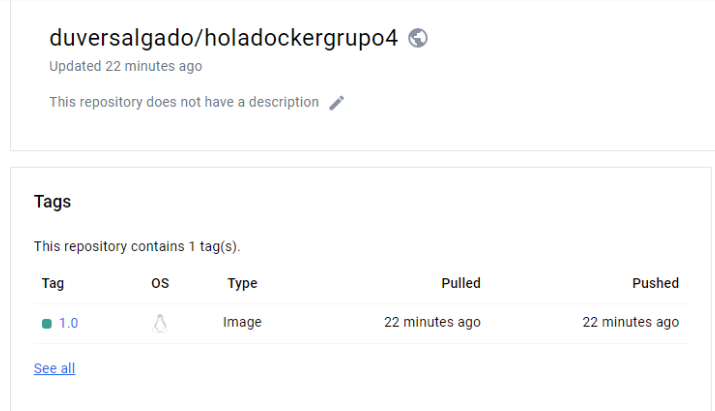 duversalgado/holadockergrupo4
Updated 22 minutes ago
This repository does not have a description
Tags
This repository contains 1 tag(s).
Tag OS Type Pulled Pushed
1.0 Image 22 minutes ago 22 minutes ago
See all